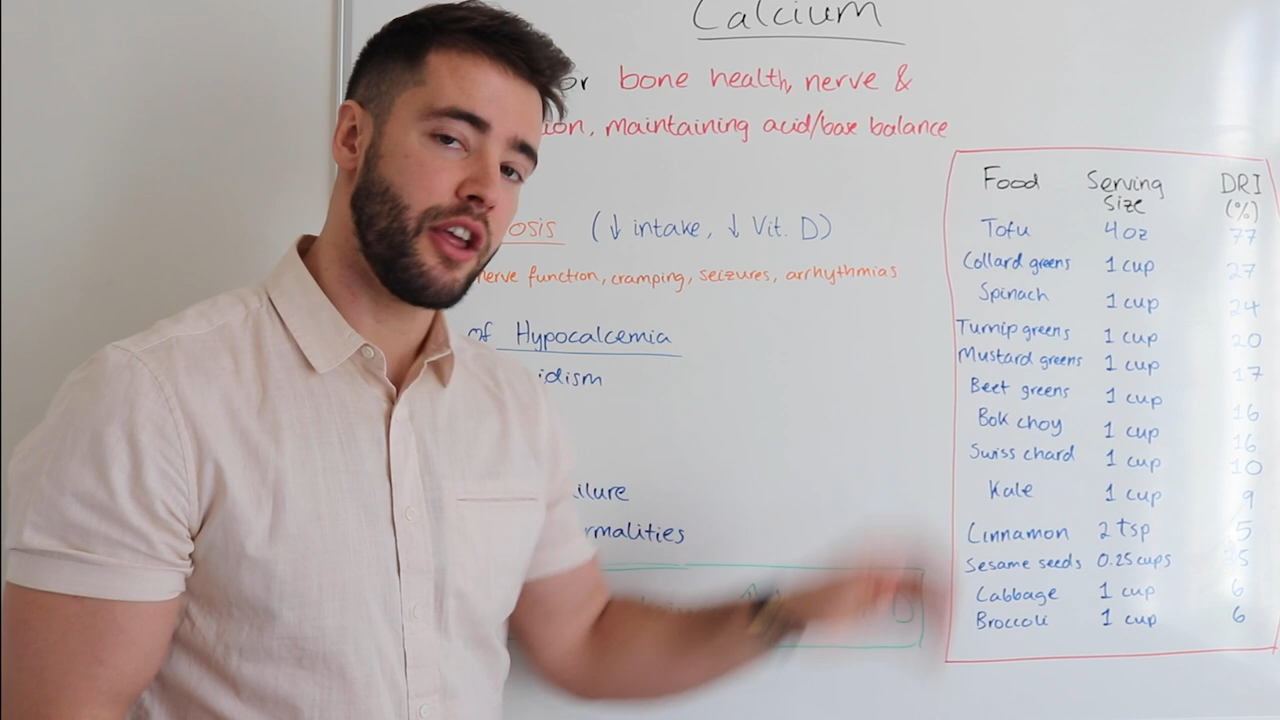 Calcium
or bone health, nerve &
ion, maintaining acid/base balance
osis (↓ intake, ↓ Vit. D)
nerve function, cramping, seizures, arrhythmias
of Hypocalcemia
idism
ilure
rmalities
Food Serving Size DRI (%)
Tofu 4oz 77
Collard greens 1 cup 27
Spinach 1 cup 24
Turnip greens 1 cup 20
Mustard greens 1 cup 17
Beet greens 1 cup 16
Bok choy 1 cup 16
Swiss chard 1 cup 10
Kale 1 cup 9
Cinnamon 2 tsp 5
Sesame seeds 0.25 cups 35
Cabbage 1 cup 6
Broccoli 1 cup 6